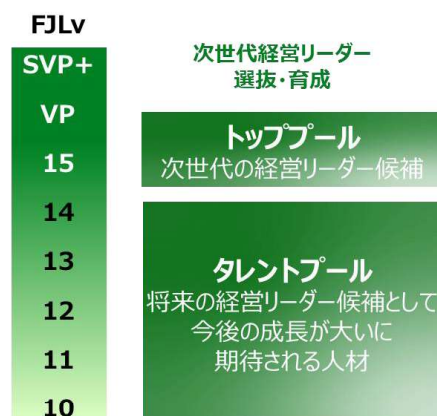 FJLv
SVP+
VP
15
14
13
12
11
10
次世代経営リーダー
選抜・育成
トッププール
次世代の経営リーダー候補
タレントプール
将来の経営リーダー候補として
今後の成長が大いに
期待される人材